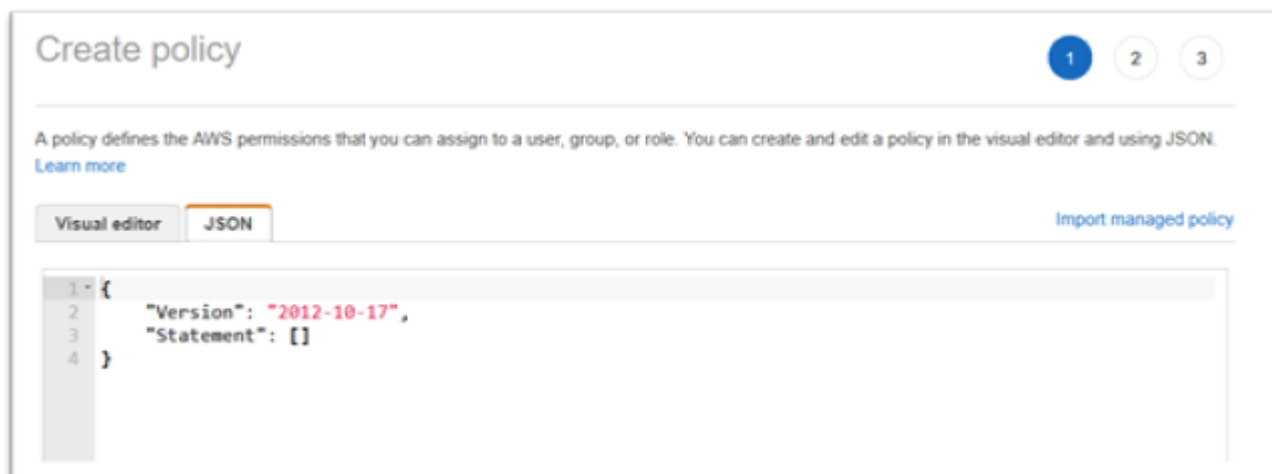 Create policy
1 2 3
A policy defines the AWS permissions that you can assign to a user, group, or role. You can create and edit a policy in the visual editor and using JSON.
Learn more
Visual editor JSON Import managed policy
1 {
2 "Version": "2012-10-17",
3 "Statement": []
4 }